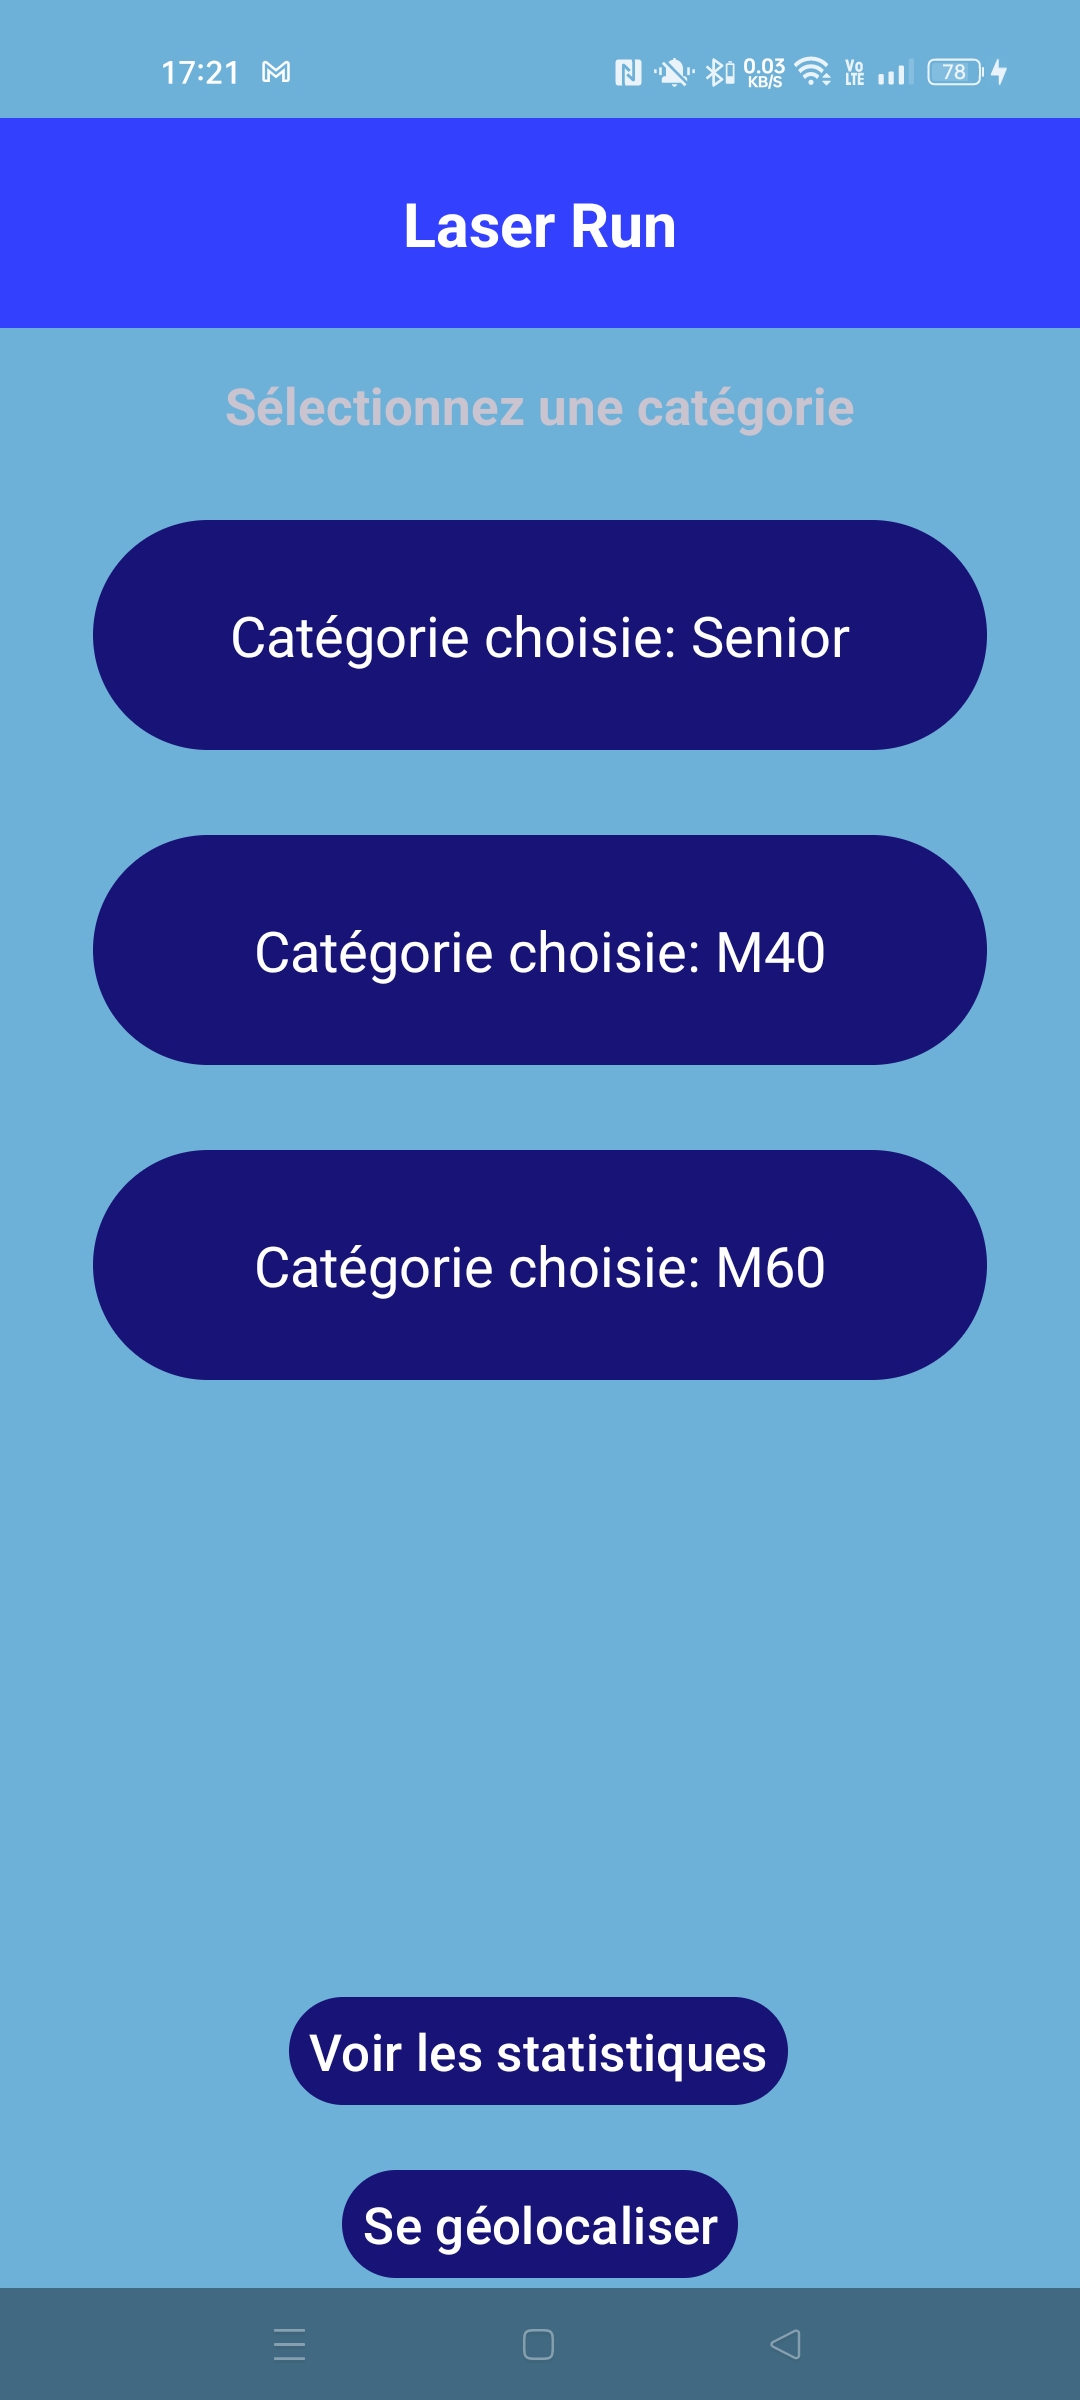 17:21
0.03
KB/S
Vo
LTE
78
Laser Run
Sélectionnez une catégorie
Catégorie choisie: Senior
Catégorie choisie: M40
Catégorie choisie: M60
Voir les statistiques
Se géolocaliser